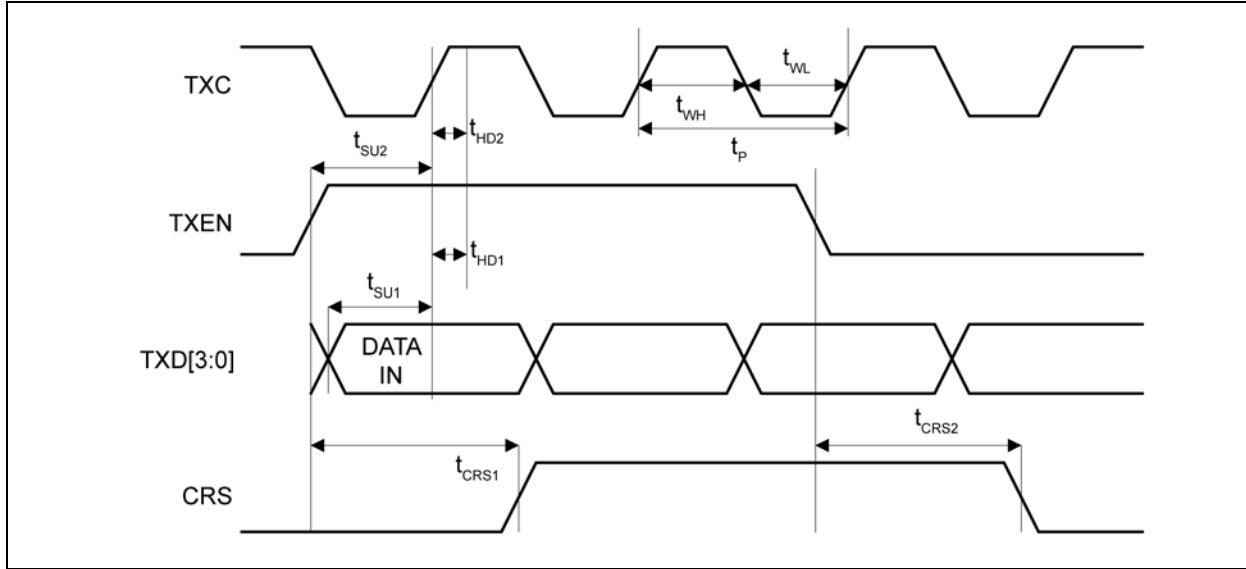 TXC
t_WL
t_WH
t_HD2
t_SU2
t_P
TXEN
t_HD1
t_SU1
TXD[3:0]
DATA
IN
t_CRS2
t_CRS1
CRS